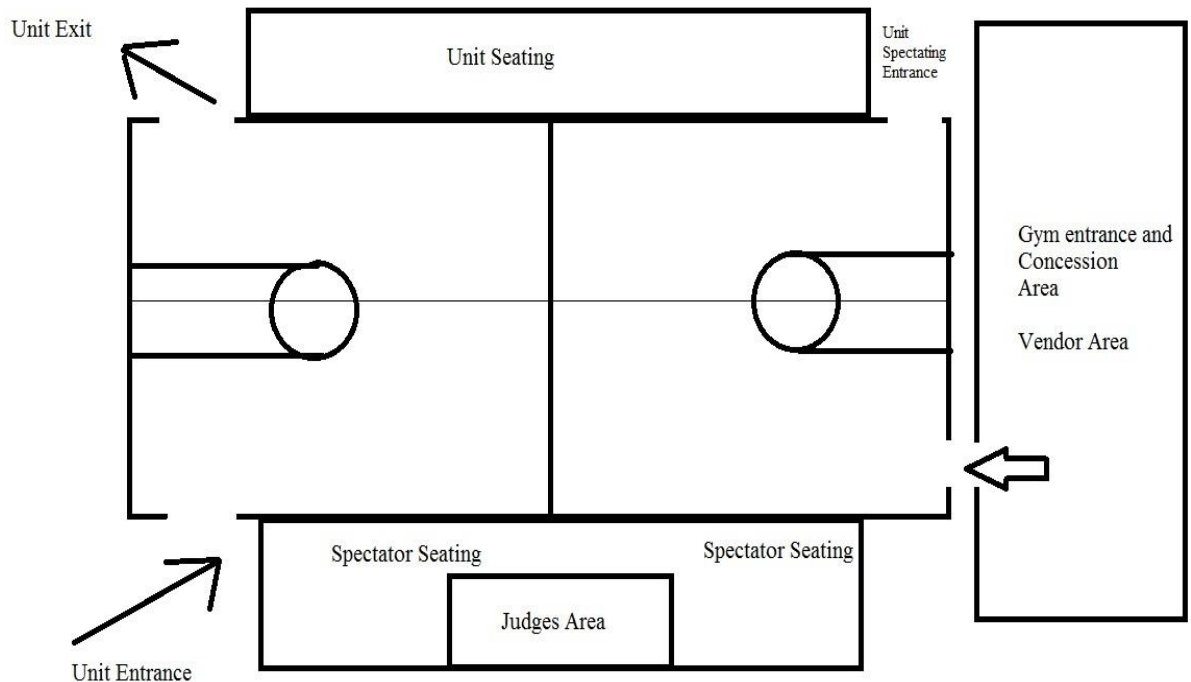 Unit Exit
Unit Seating
Unit
Spectating
Entrance
Gym entrance and
Concession
Area
Vendor Area
Spectator Seating
Spectator Seating
Judges Area
Unit Entrance